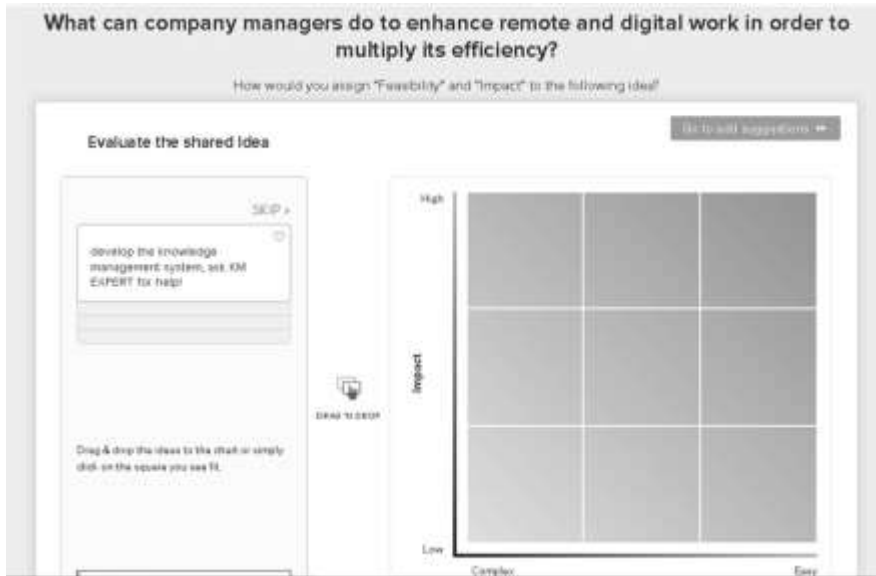 What can company managers do to enhance remote and digital work in order to
multiply its efficiency?
How would you assign "Feasibility" and "Impact" to the following idea?
Go to add suggestions
Evaluate the shared Idea
SKIP
develop the knowledge
management system, ask KM
EXPERT for help!
High
Impact
DRAG TO DROP
Drag & drop the ideas to the chart or simply
click on the square you see fit.
Low
Complex
Easy